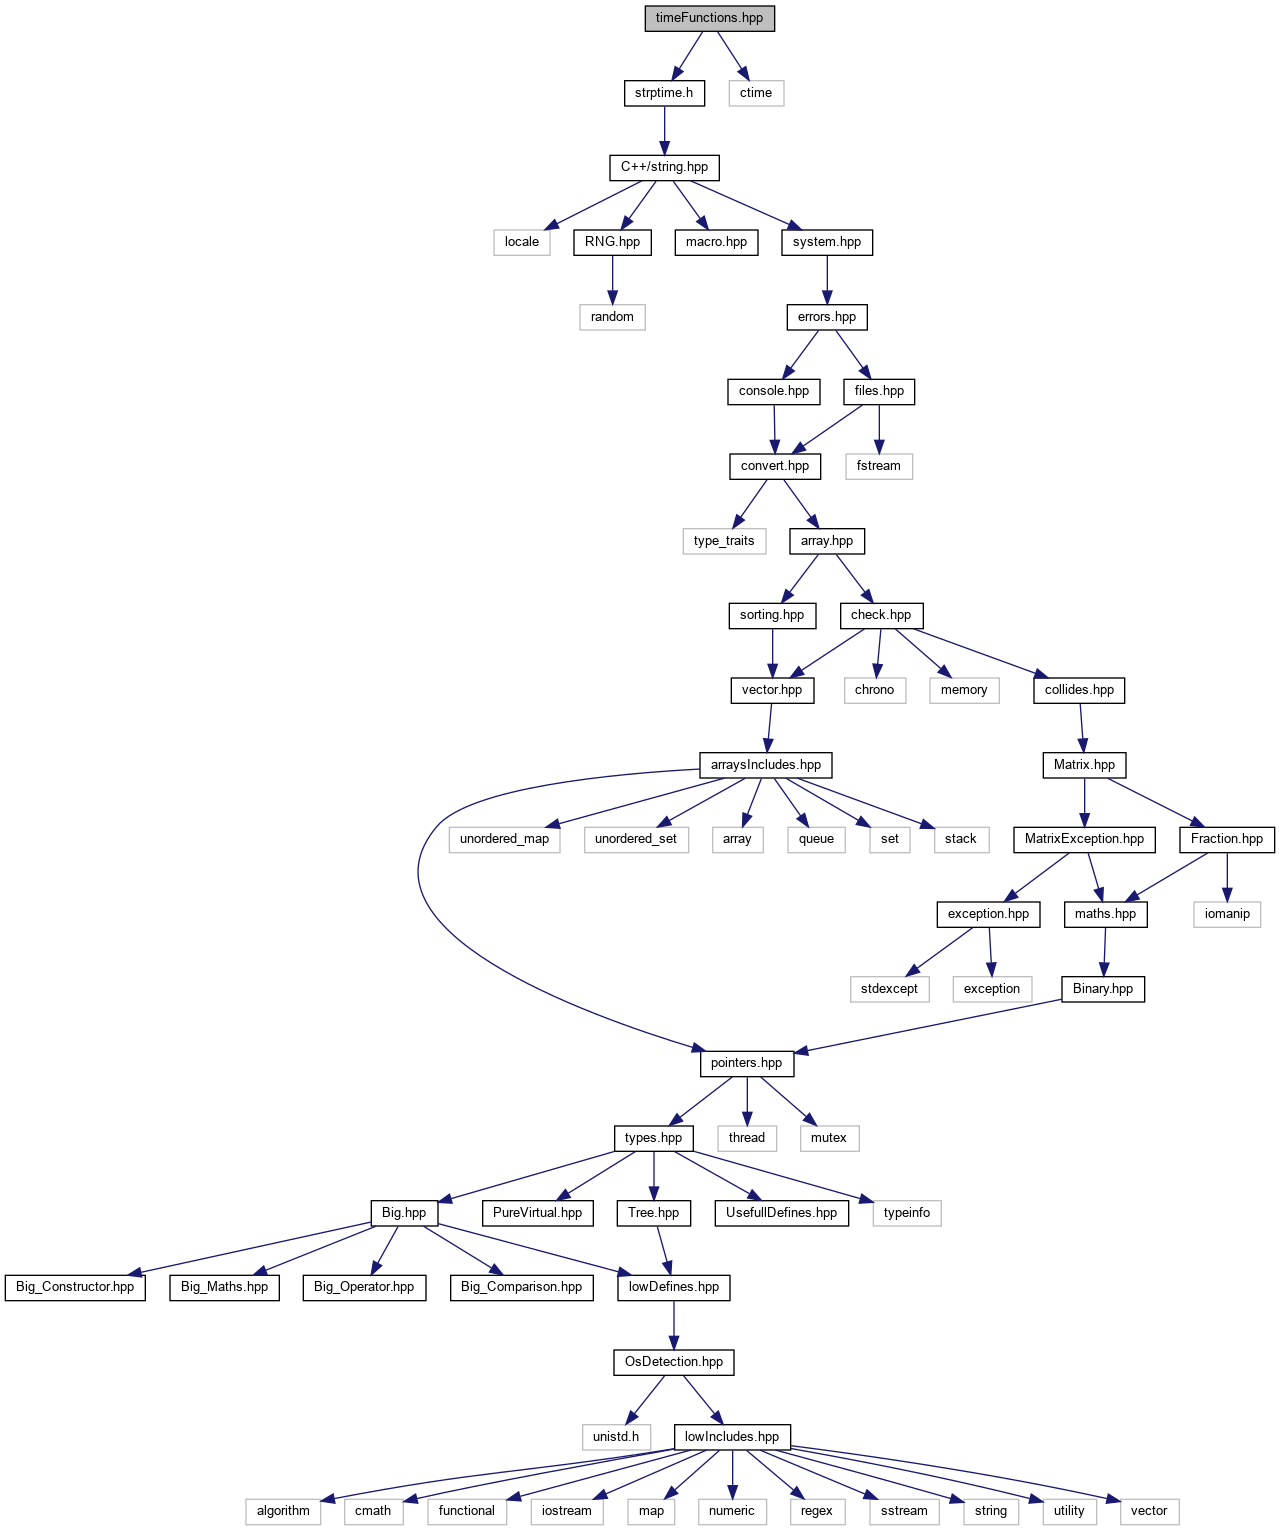 timeFunctions.hpp
strptime.h
ctime
C++/string.hpp
locale
RNG.hpp
macro.hpp
system.hpp
random
errors.hpp
console.hpp
files.hpp
convert.hpp
fstream
type_traits
array.hpp
sorting.hpp
check.hpp
vector.hpp
chrono
memory
collides.hpp
arraysIncludes.hpp
Matrix.hpp
unordered_map
unordered_set
array
queue
set
stack
MatrixException.hpp
Fraction.hpp
exception.hpp
maths.hpp
iomanip
stdexcept
exception
Binary.hpp
pointers.hpp
types.hpp
thread
mutex
Big.hpp
PureVirtual.hpp
Tree.hpp
UsefullDefines.hpp
typeinfo
Big_Constructor.hpp
Big_Maths.hpp
Big_Operator.hpp
Big_Comparison.hpp
lowDefines.hpp
OsDetection.hpp
unistd.h
lowIncludes.hpp
algorithm
cmath
functional
iostream
map
numeric
regex
sstream
string
utility
vector